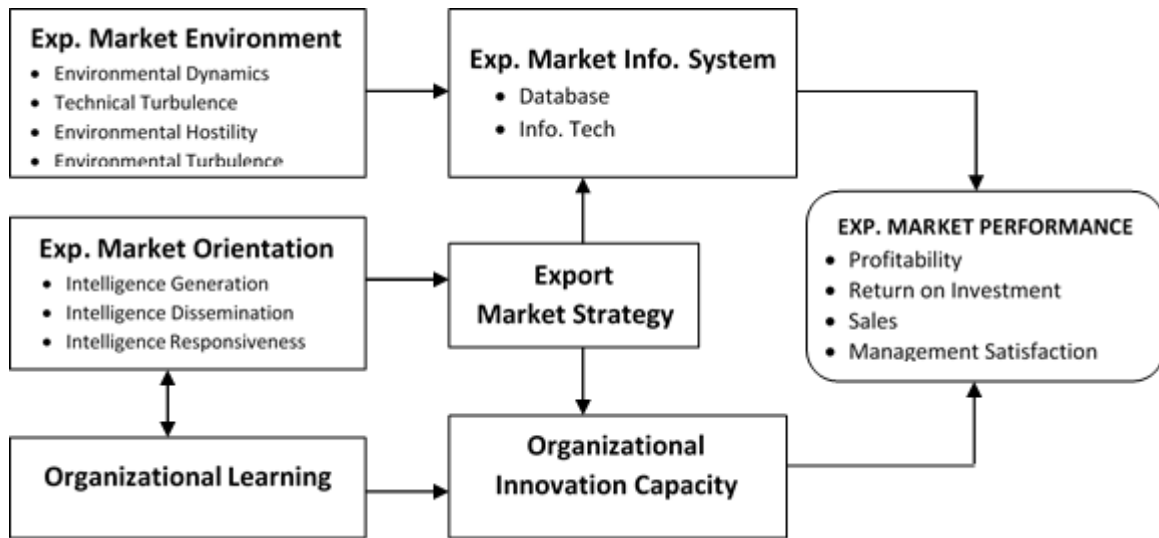 Exp. Market Environment
• Environmental Dynamics
• Technical Turbulence
• Environmental Hostility
• Environmental Turbulence
Exp. Market Info. System
• Database
• Info. Tech
Exp. Market Orientation
• Intelligence Generation
• Intelligence Dissemination
• Intelligence Responsiveness
Export
Market Strategy
EXP. MARKET PERFORMANCE
• Profitability
• Return on Investment
• Sales
• Management Satisfaction
Organizational Learning
Organizational
Innovation Capacity